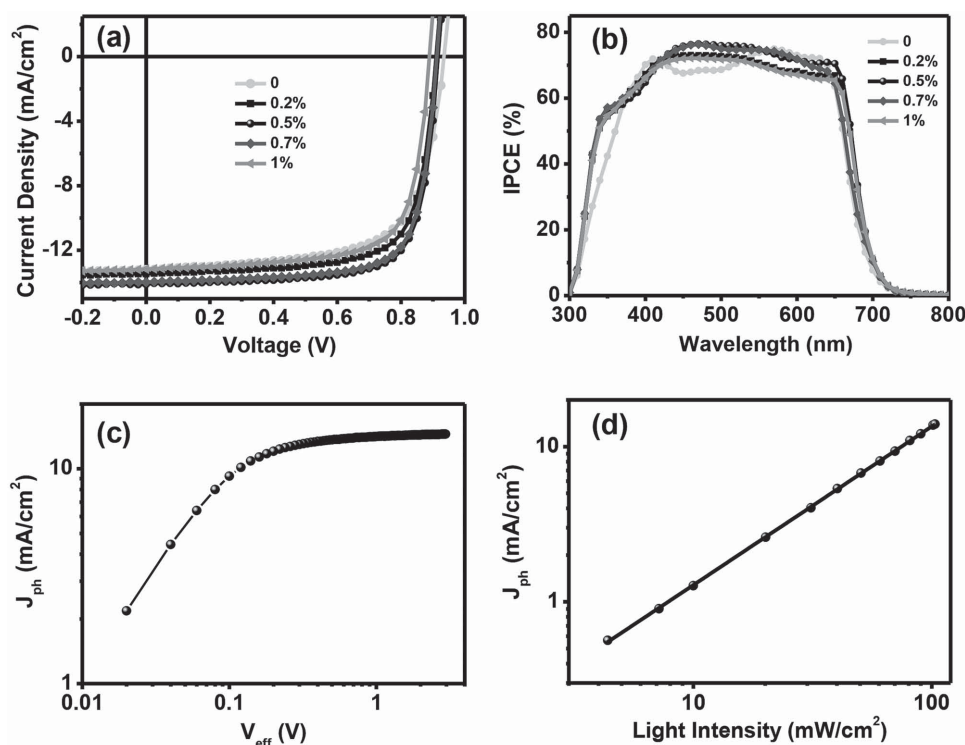 (a)
Current Density (mA/cm²)
0
-4
-8
-12
0
0.2%
0.5%
0.7%
1%
-0.2 0.0 0.2 0.4 0.6 0.8 1.0
Voltage (V)
(b)
IPCE (%)
80
60
40
20
0
0
0.2%
0.5%
0.7%
1%
300 400 500 600 700 800
Wavelength (nm)
(c)
J_ph (mA/cm²)
10
1
0.01 0.1 1
V_eff (V)
(d)
J_ph (mA/cm²)
10
1
10 100
Light Intensity (mW/cm²)